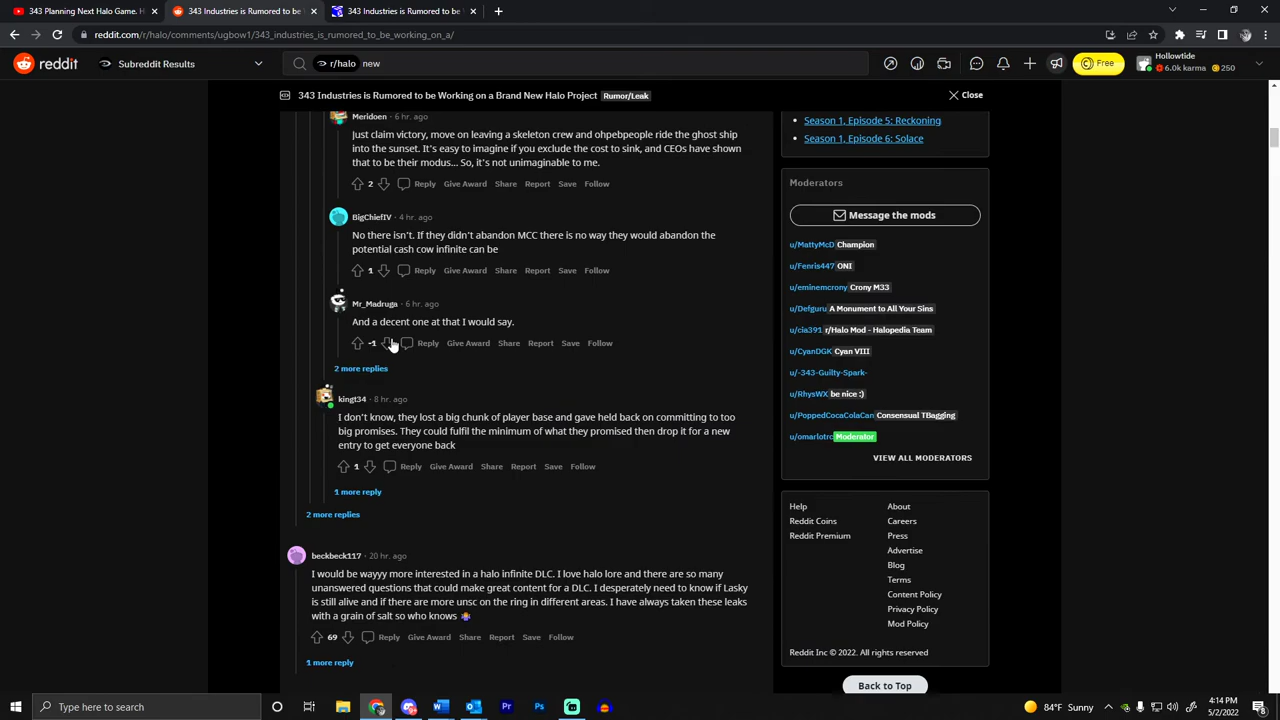 343 Planning Next Halo Game. H
343 Industries is Rumored to be U
343 Industries is Rumored to be
reddit.com/r/halo/comments/ugbow1/343_industries_is_rumored_to_be_working_on_a/
reddit
Subreddit Results
r/halo
new
Free
Hollowtide
6.0k karma
250
343 Industries is Rumored to be Working on a Brand New Halo Project
Rumor/Leak
Close
Meridoen · 6 hr. ago
Just claim victory, move on leaving a skeleton crew and ohpebpeople ride the ghost ship
into the sunset. It's easy to imagine if you exclude the cost to sink, and CEOs have shown
that to be their modus... So, it's not unimaginable to me.
2 Reply Give Award Share Report Save Follow
BigChiefIV · 4 hr. ago
No there isn't. If they didn't abandon MCC there is no way they would abandon the
potential cash cow infinite can be
1 Reply Give Award Share Report Save Follow
Mr_Madruga · 6 hr. ago
And a decent one at that I would say.
-1 Reply Give Award Share Report Save Follow
2 more replies
kingt34 · 8 hr. ago
I don't know, they lost a big chunk of player base and gave held back on committing to too
big promises. They could fulfil the minimum of what they promised then drop it for a new
entry to get everyone back
1 Reply Give Award Share Report Save Follow
1 more reply
2 more replies
beckbeck117 · 20 hr. ago
I would be wayyy more interested in a halo infinite DLC. I love halo lore and there are so many
unanswered questions that could make great content for a DLC. I desperately need to know if Lasky
is still alive and if there are more unsc on the ring in different areas. I have always taken these leaks
with a grain of salt so who knows 🤷‍♀️
69 Reply Give Award Share Report Save Follow
1 more reply
Season 1, Episode 5: Reckoning
Season 1, Episode 6: Solace
Moderators
Message the mods
u/MattyMcD Champion
u/Fenris447 ONI
u/eminemcrony Crony M33
u/Defguru A Monument to All Your Sins
u/cia391 r/Halo Mod - Halopedia Team
u/CyanDGK Cyan VIII
u/-343-Guilty-Spark-
u/RhysWX be nice :)
u/PoppedCocaColaCan Consensual TBagging
u/omarlotrc Moderator
VIEW ALL MODERATORS
Help
About
Reddit Coins
Careers
Reddit Premium
Press
Advertise
Blog
Terms
Content Policy
Privacy Policy
Mod Policy
Reddit Inc © 2022. All rights reserved
Back to Top
Type here to search
84°F Sunny
4:14 PM
5/2/2022